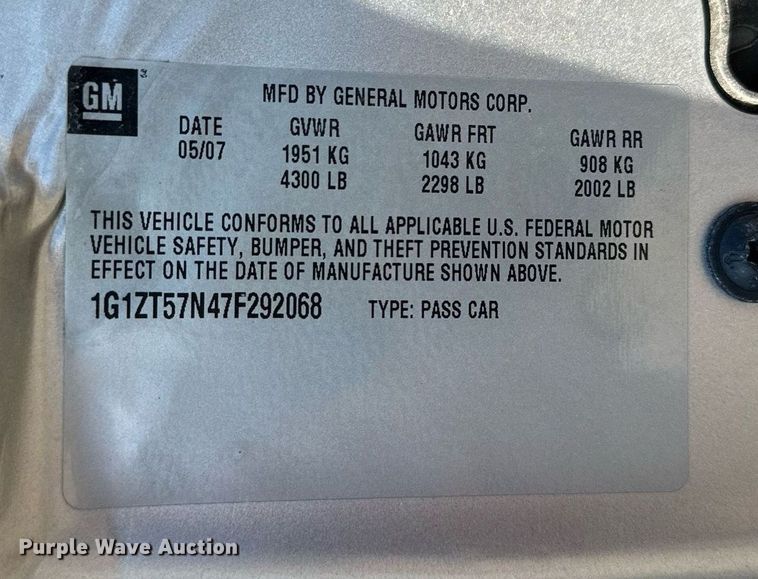 GM
3
MFD BY GENERAL MOTORS CORP.
DATE GVWR GAWR FRT GAWR RR
05/07 1951 KG 1043 KG 908 KG
4300 LB 2298 LB 2002 LB
THIS VEHICLE CONFORMS TO ALL APPLICABLE U.S. FEDERAL MOTOR
VEHICLE SAFETY, BUMPER, AND THEFT PREVENTION STANDARDS IN
EFFECT ON THE DATE OF MANUFACTURE SHOWN ABOVE.
1G1ZT57N47F292068 TYPE: PASS CAR
Purple Wave Auction